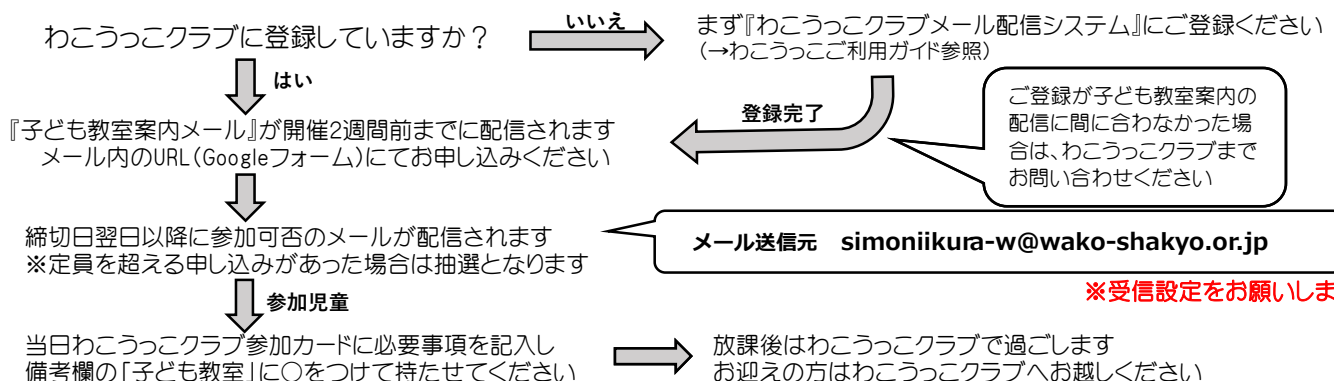 わこうっこクラブに登録していますか？
いいえ
まず『わこうっこクラブメール配信システム』にご登録ください
（→わこうっこご利用ガイド参照）
はい
登録完了
ご登録が子ども教室案内の
配信に間に合わなかった場
合は、わこうっこクラブまで
お問い合わせください
『子ども教室案内メール』が開催2週間前までに配信されます
メール内のURL（Googleフォーム）にてお申し込みください
締切日翌日以降に参加可否のメールが配信されます
※定員を超える申し込みがあった場合は抽選となります
メール送信元　simoniikura-w@wako-shakyo.or.jp
※受信設定をお願いしま
参加児童
当日わこうっこクラブ参加カードに必要事項を記入し
備考欄の「子ども教室」に○をつけて持たせてください
放課後はわこうっこクラブで過ごします
お迎えの方はわこうっこクラブへお越しください